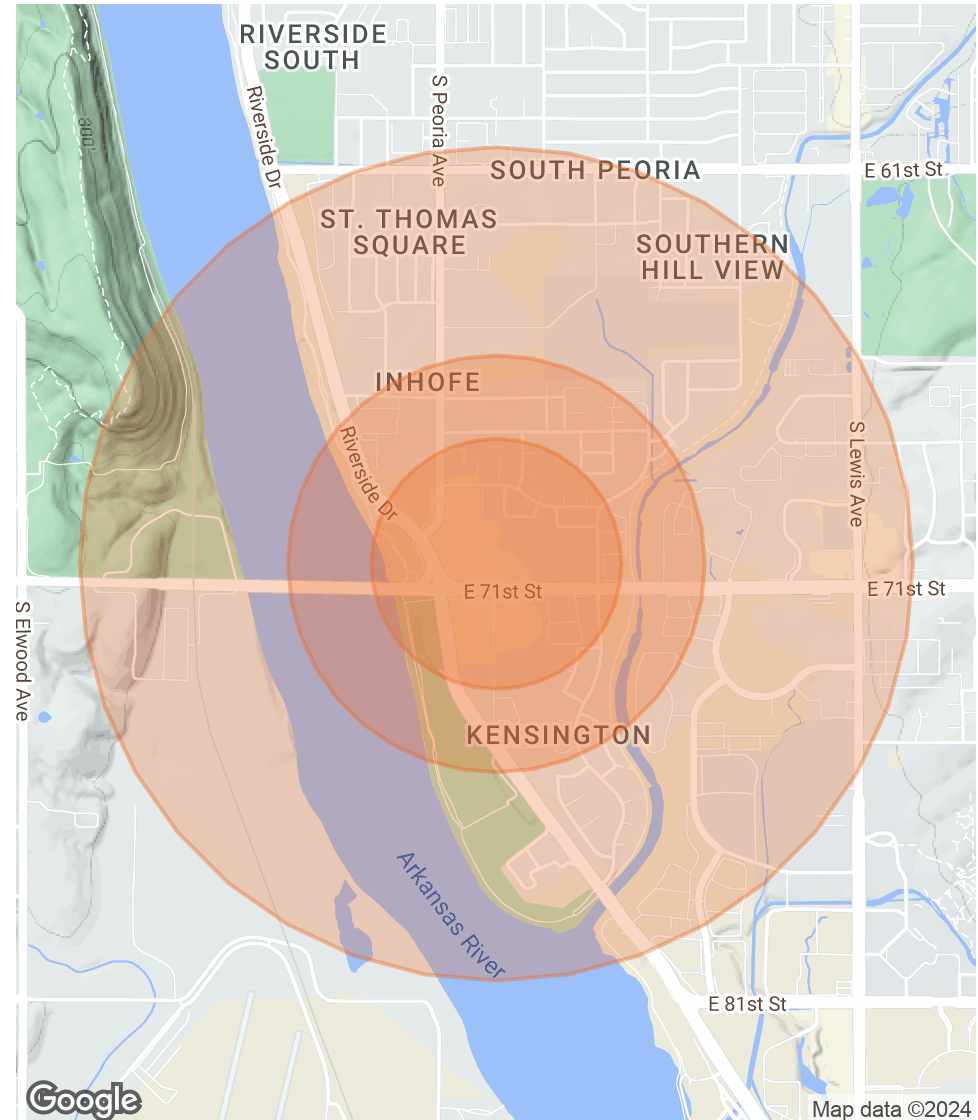 RIVERSIDE
SOUTH
Riverside Dr
S Peoria Ave
800'
SOUTH PEORIA
E 61st St
ST. THOMAS
SQUARE
SOUTHERN
HILL VIEW
INHOFE
Riverside Dr
S Lewis Ave
E 71st St
E 71st St
S Elwood Ave
KENSINGTON
Arkansas River
E 81st St
Google
Map data ©2024